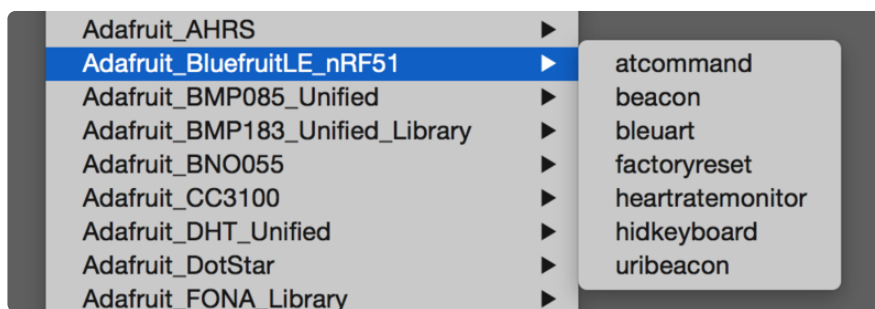 Adafruit_AHRS
Adafruit_BluefruitLE_nRF51
Adafruit_BMP085_Unified
Adafruit_BMP183_Unified_Library
Adafruit_BNO055
Adafruit_CC3100
Adafruit_DHT_Unified
Adafruit_DotStar
Adafruit_FONA_Library
atcommand
beacon
bleuart
factoryreset
heartratemonitor
hidkeyboard
uribeacon